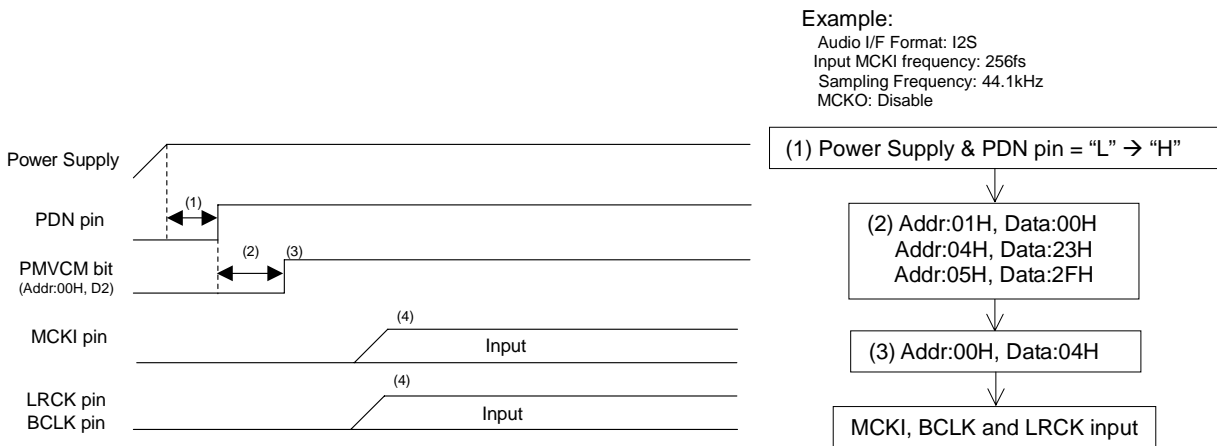 Example:
Audio I/F Format: I2S
Input MCKI frequency: 256fs
Sampling Frequency: 44.1kHz
MCKO: Disable
Power Supply
(1)
PDN pin
(2)
(3)
PMVCM bit
(Addr:00H, D2)
(4)
MCKI pin
Input
(4)
LRCK pin
BCLK pin
Input
(1) Power Supply & PDN pin = “L” → “H”
(2) Addr:01H, Data:00H
Addr:04H, Data:23H
Addr:05H, Data:2FH
(3) Addr:00H, Data:04H
MCKI, BCLK and LRCK input